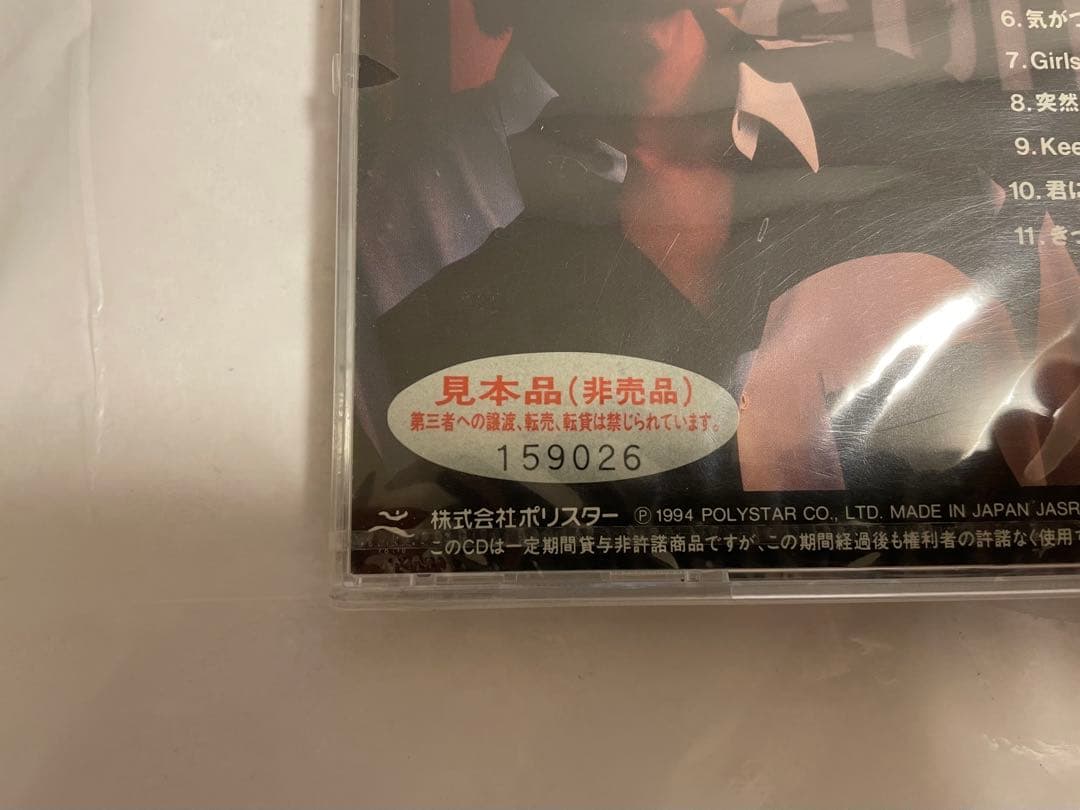 6.気がつ
7.Girls
8.突然
9.Kee
10.君に
11.きっ
見本品(非売品)
第三者への譲渡、転売、転貸は禁じられています。
159026
株式会社ポリスター Ⓟ 1994 POLYSTAR CO., LTD. MADE IN JAPAN JASR
このCDは一定期間貸与非許諾商品ですが、この期間経過後も権利者の許諾なく使用